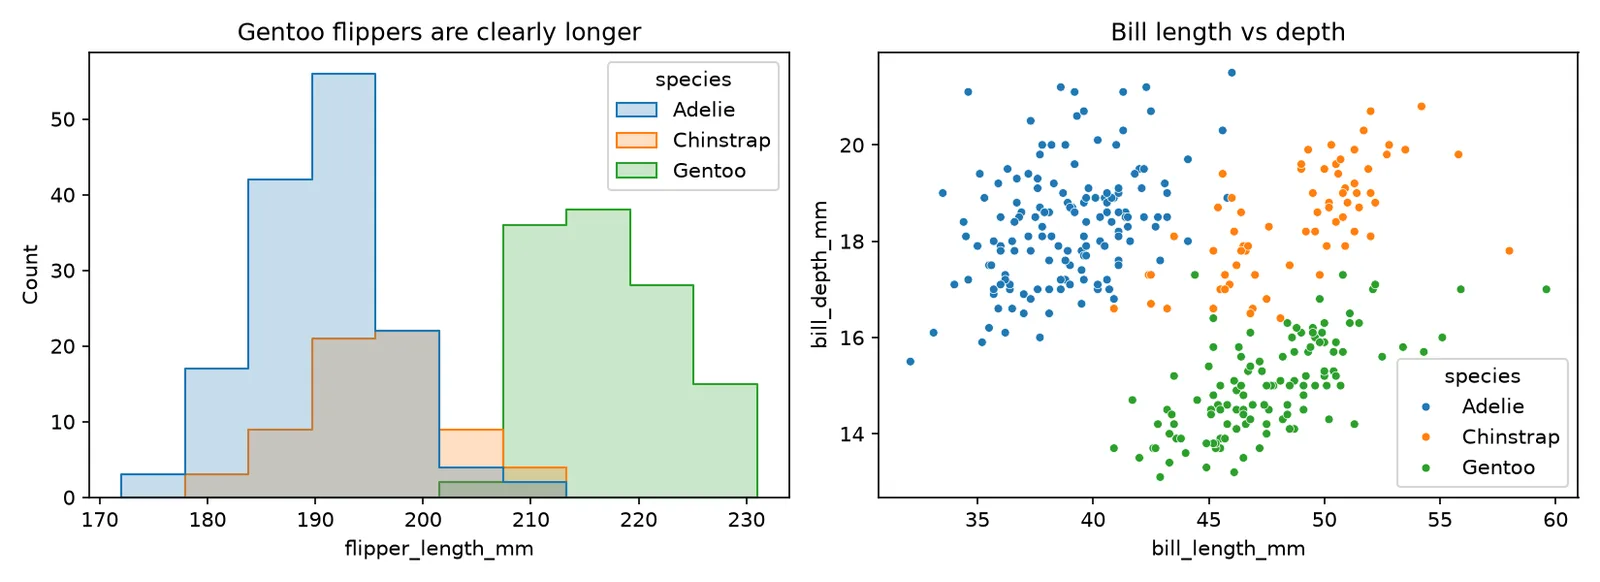 Gentoo flippers are clearly longer
species
Adelie
Chinstrap
Gentoo
50
40
30
20
10
0
Count
170 180 190 200 210 220 230
flipper_length_mm
Bill length vs depth
20
18
16
14
bill_depth_mm
species
Adelie
Chinstrap
Gentoo
35 40 45 50 55 60
bill_length_mm